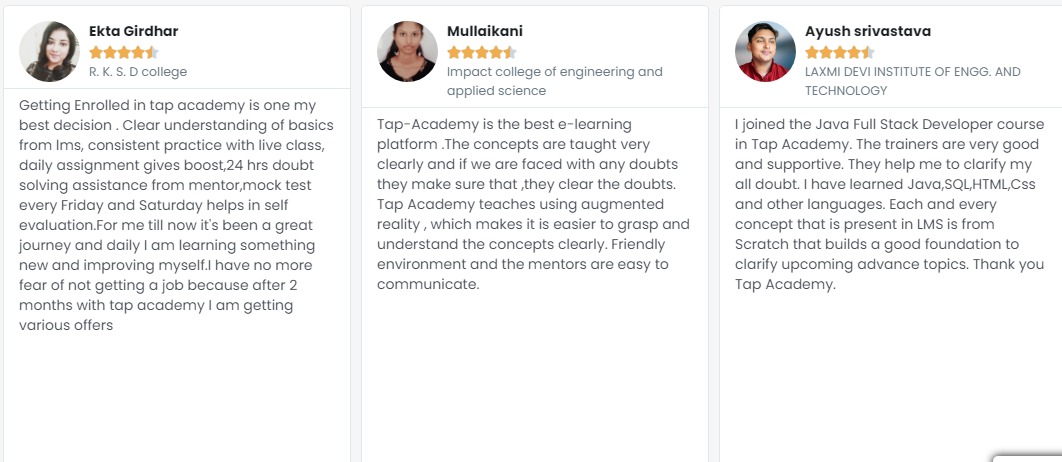 Ekta Girdhar
R. K. S. D college
Getting Enrolled in tap academy is one my
best decision . Clear understanding of basics
from lms, consistent practice with live class,
daily assignment gives boost,24 hrs doubt
solving assistance from mentor,mock test
every Friday and Saturday helps in self
evaluation.For me till now it's been a great
journey and daily I am learning something
new and improving myself.I have no more
fear of not getting a job because after 2
months with tap academy I am getting
various offers
Mullaikani
Impact college of engineering and
applied science
Tap-Academy is the best e-learning
platform .The concepts are taught very
clearly and if we are faced with any doubts
they make sure that ,they clear the doubts.
Tap Academy teaches using augmented
reality , which makes it is easier to grasp and
understand the concepts clearly. Friendly
environment and the mentors are easy to
communicate.
Ayush srivastava
LAXMI DEVI INSTITUTE OF ENGG. AND
TECHNOLOGY
I joined the Java Full Stack Developer course
in Tap Academy. The trainers are very good
and supportive. They help me to clarify my
all doubt. I have learned Java,SQL,HTML,Css
and other languages. Each and every
concept that is present in LMS is from
Scratch that builds a good foundation to
clarify upcoming advance topics. Thank you
Tap Academy.